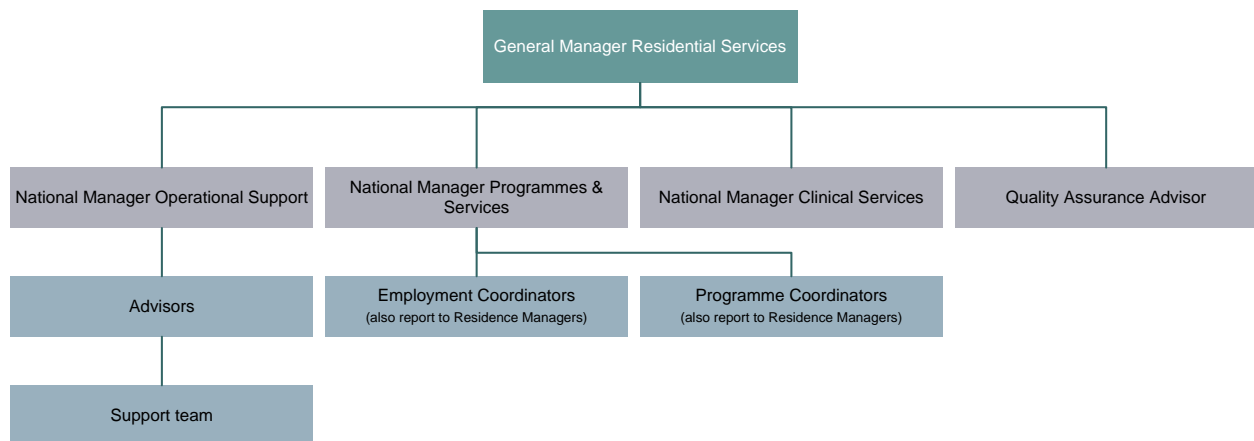 General Manager Residential Services
National Manager Operational Support
National Manager Programmes &
Services
National Manager Clinical Services
Quality Assurance Advisor
Advisors
Employment Coordinators
(also report to Residence Managers)
Programme Coordinators
(also report to Residence Managers)
Support team